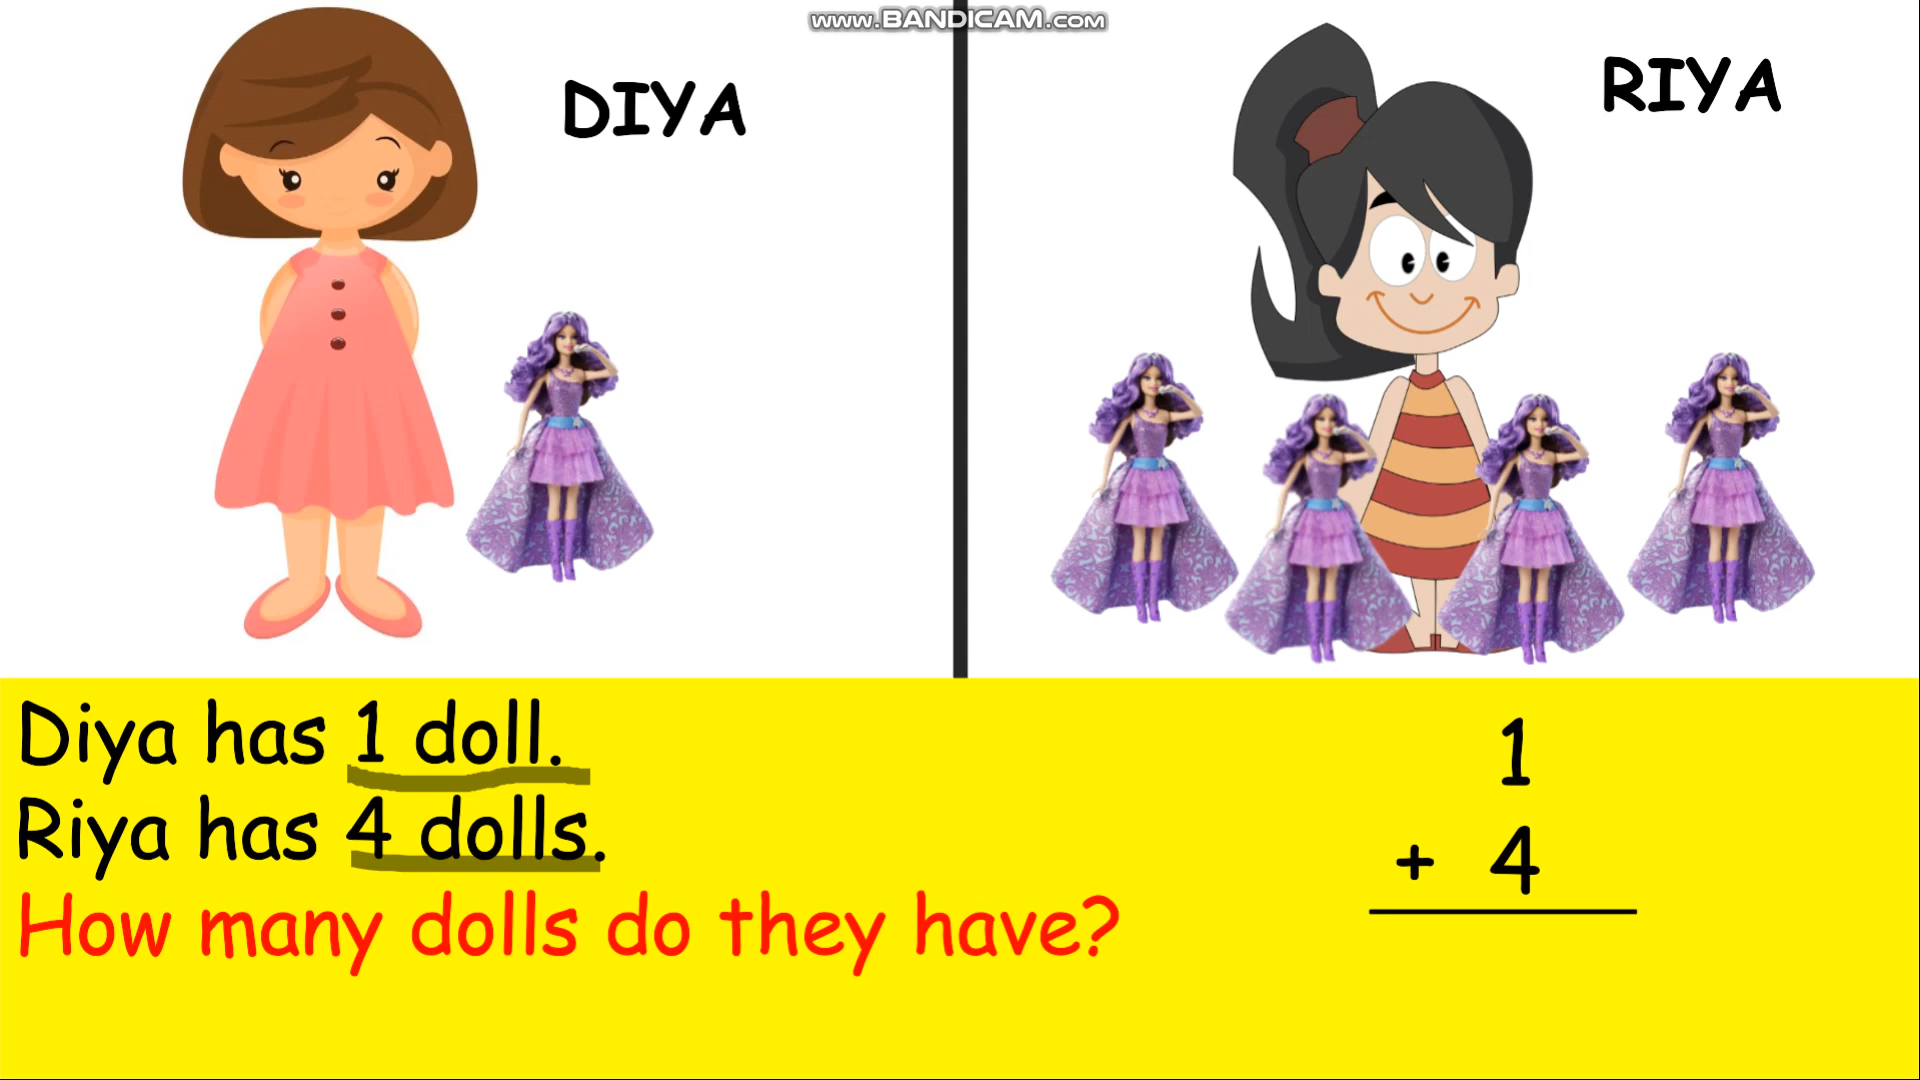 www.BANDICAM.com
DIYA
RIYA
Diya has 1 doll.
Riya has 4 dolls.
How many dolls do they have?
1
+ 4